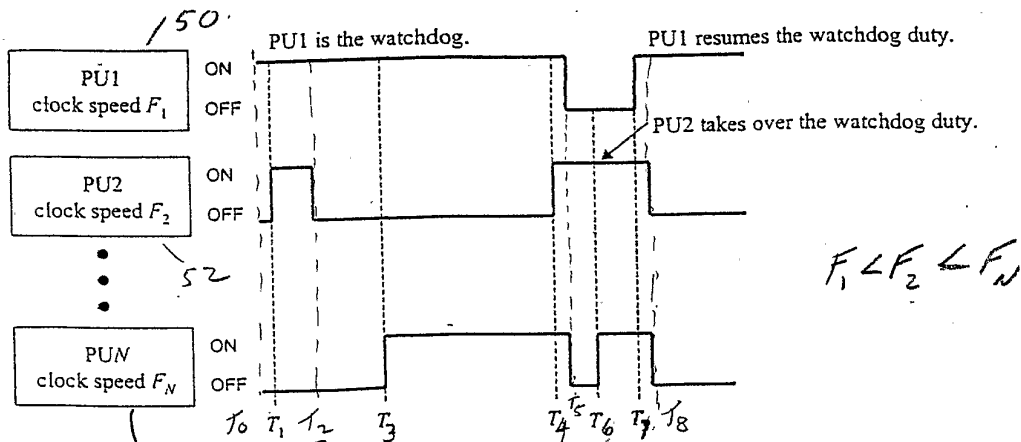 150.
PU1 is the watchdog.
PU1 resumes the watchdog duty.
PU1
clock speed F₁
ON
OFF
PU2 takes over the watchdog duty.
PU2
clock speed F₂
ON
OFF
52
F₁ < F₂ < F_N
PUN
clock speed F_N
ON
OFF
T₀ T₁ T₂ T₃ T₄ T₅ T₆ T₇ T₈